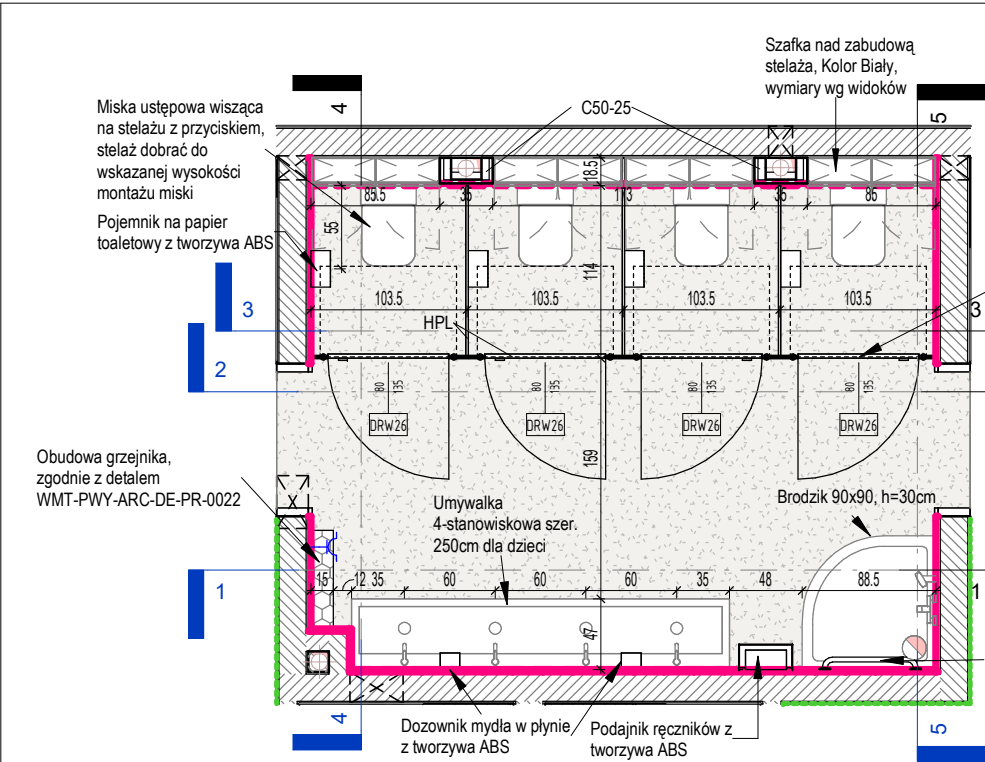 Szafka nad zabudową
stelaża, Kolor Biały,
wymiary wg widoków
Miska ustępowa wisząca
na stelażu z przyciskiem,
stelaż dobrać do
wskazanej wysokości
montażu miski
Pojemnik na papier
toaletowy z tworzywa ABS
C50-25
4
5
18.5
85.5
35
117.5
35
86
55
114
103.5
103.5
103.5
103.5
3
3
HPL
2
80
135
80
135
80
135
80
135
DRW26
DRW26
DRW26
DRW26
159
Obudowa grzejnika,
zgodnie z detalem
WMT-PWY-ARC-DE-PR-0022
Umywalka
4-stanowiskowa szer.
250cm dla dzieci
Brodzik 90x90, h=30cm
1
15
12
35
60
60
60
35
48
88.5
1
47
4
5
Dozownik mydła w płynie
z tworzywa ABS
Podajnik ręczników z
tworzywa ABS